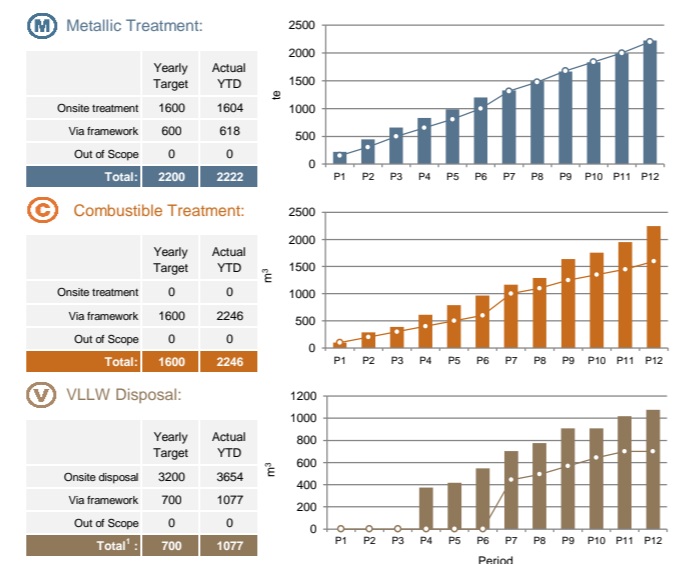 M Metallic Treatment:
Yearly Target Actual YTD
Onsite treatment 1600 1604
Via framework 600 618
Out of Scope 0 0
Total: 2200 2222
2500
2000
1500
1000
500
0
te
P1 P2 P3 P4 P5 P6 P7 P8 P9 P10 P11 P12
C Combustible Treatment:
Yearly Target Actual YTD
Onsite treatment 0 0
Via framework 1600 2246
Out of Scope 0 0
Total: 1600 2246
2500
2000
1500
1000
500
0
m³
P1 P2 P3 P4 P5 P6 P7 P8 P9 P10 P11 P12
V VLLW Disposal:
Yearly Target Actual YTD
Onsite disposal 3200 3654
Via framework 700 1077
Out of Scope 0 0
Total¹ : 700 1077
1200
1000
800
600
400
200
0
m³
P1 P2 P3 P4 P5 P6 P7 P8 P9 P10 P11 P12
Period